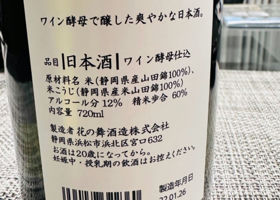 ワイン酵母で醸した爽やかな日本酒。
品目 日本酒 ワイン酵母仕込
原材料名 米(静岡県産山田錦100%)、
米こうじ(静岡県産米山田錦100%)
アルコール分 12% 精米歩合 60%
内容量 720ml
製造者 花の舞酒造株式会社
静岡県浜松市浜北区宮口632
お酒は20歳になってから。
妊娠中・授乳期の飲酒はお控えください。
製造年月日
22.01.26